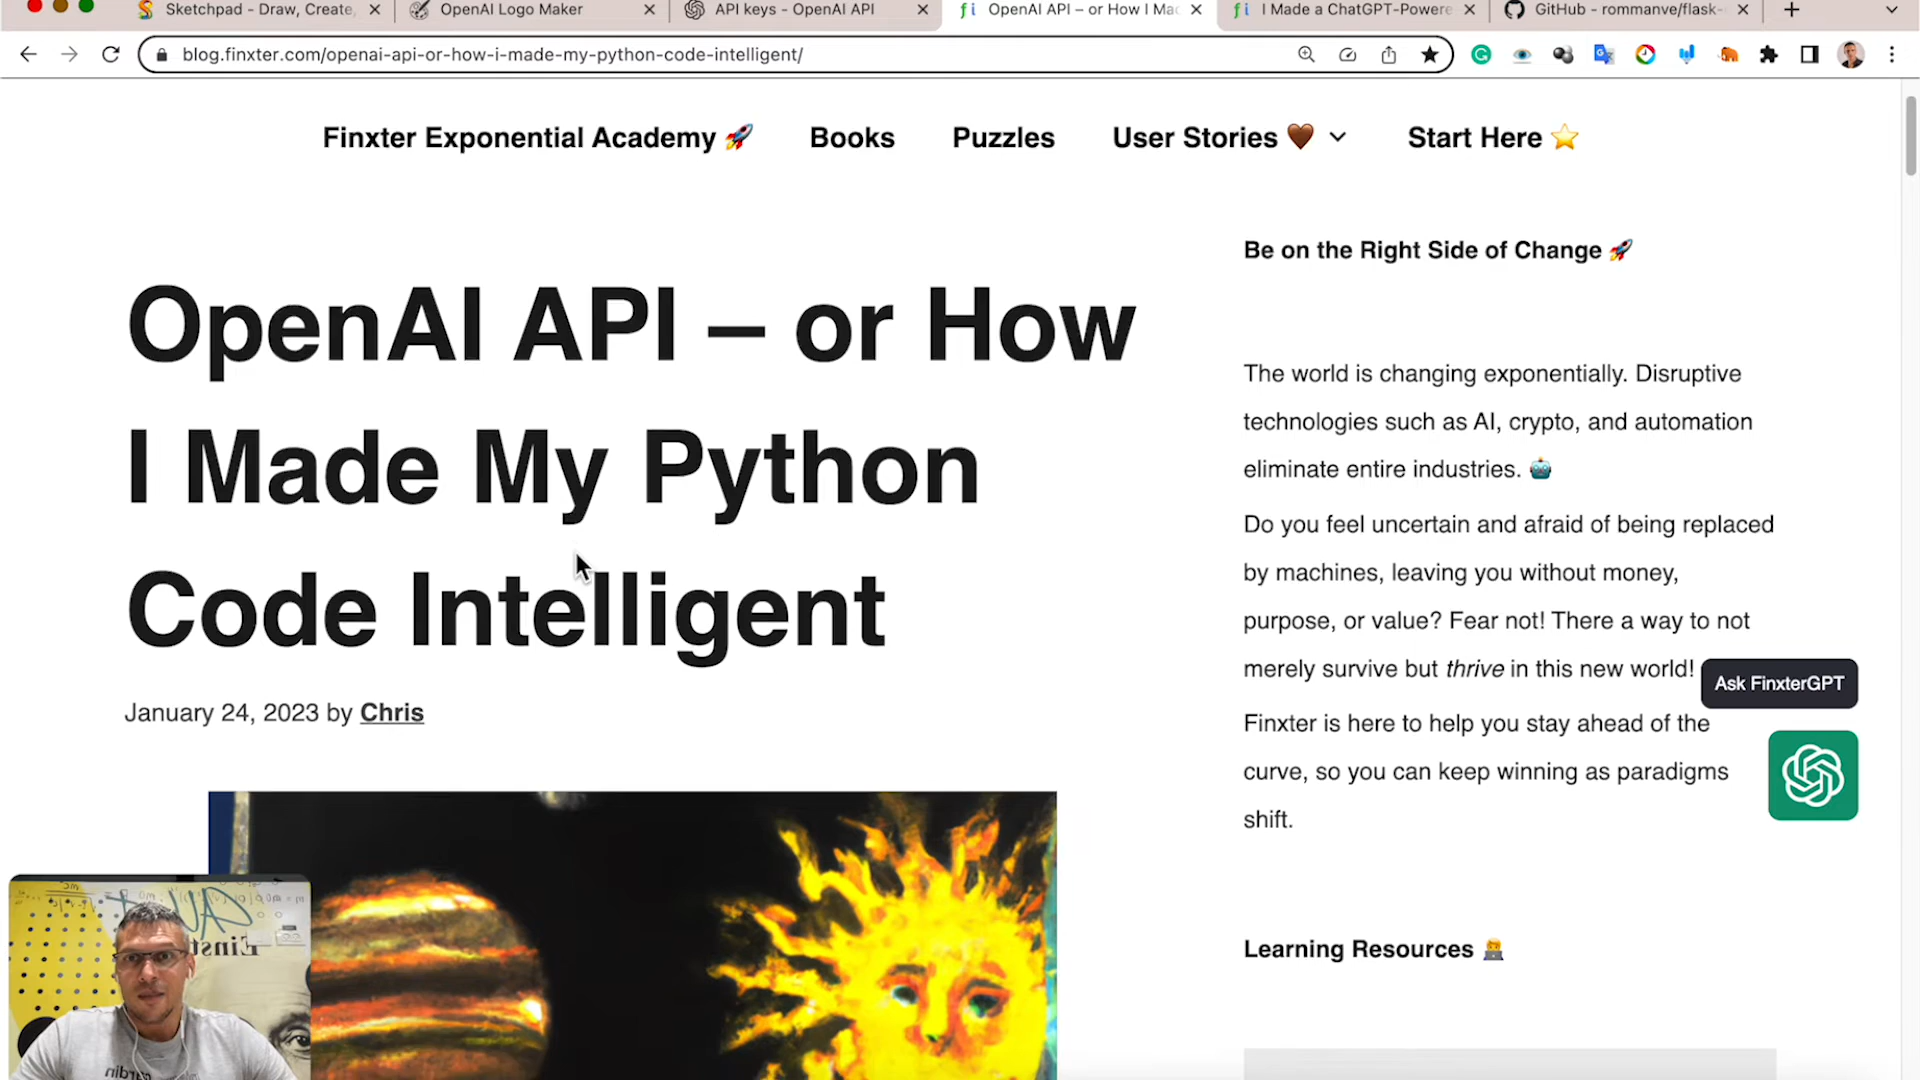 Sketchpad - Draw, Create,
OpenAI Logo Maker
API keys - OpenAI API
OpenAI API – or How I Mac
I Made a ChatGPT-Powere
GitHub - rommanve/flask-
blog.finxter.com/openai-api-or-how-i-made-my-python-code-intelligent/
Finxter Exponential Academy 🚀
Books
Puzzles
User Stories 🤎
Start Here ⭐
OpenAI API – or How
I Made My Python
Code Intelligent
January 24, 2023 by Chris
Be on the Right Side of Change 🚀
The world is changing exponentially. Disruptive
technologies such as AI, crypto, and automation
eliminate entire industries. 🤖
Do you feel uncertain and afraid of being replaced
by machines, leaving you without money,
purpose, or value? Fear not! There a way to not
merely survive but thrive in this new world!
Finxter is here to help you stay ahead of the
curve, so you can keep winning as paradigms
shift.
Ask FinxterGPT
Learning Resources 🧑‍💻